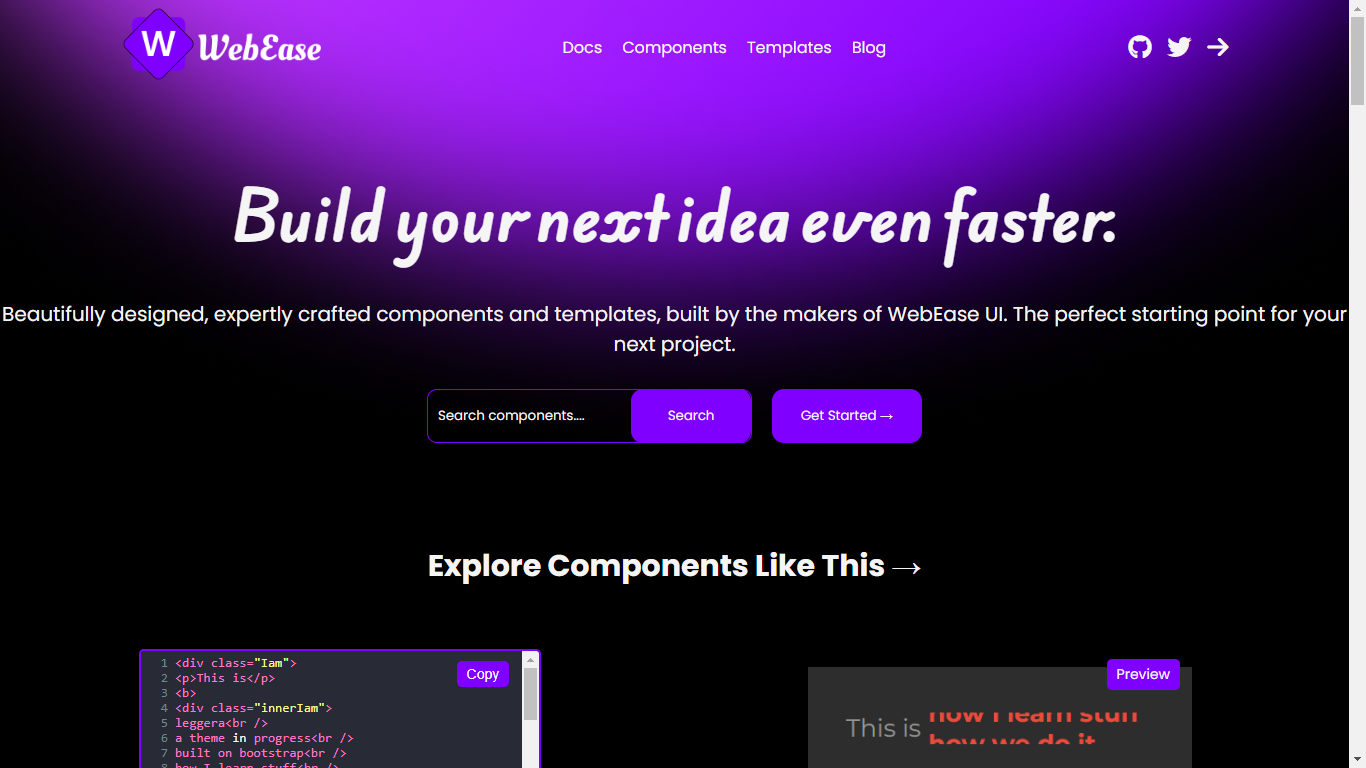 W WebEase
Docs Components Templates Blog
Build your next idea even faster.
Beautifully designed, expertly crafted components and templates, built by the makers of WebEase UI. The perfect starting point for your
next project.
Search components.... Search Get Started →
Explore Components Like This →
1 <div class="Iam">
2 <p>This is</p>
3 <b>
4 <div class="innerIam">
5 leggera<br />
6 a theme in progress<br />
7 built on bootstrap<br />
8 how I learn stuff<br />
Copy
Preview
This is
how I learn stuff
how we do it